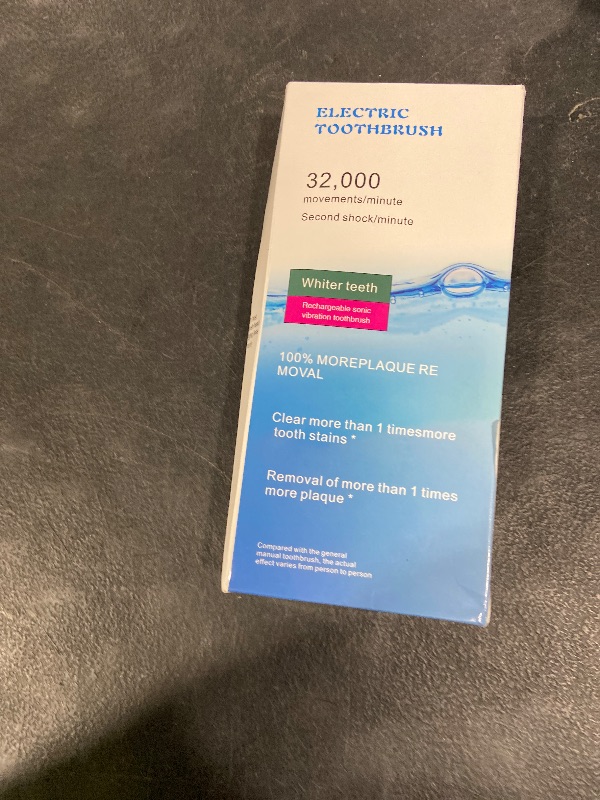 ELECTRIC
TOOTHBRUSH
32,000
movements/minute
Second shock/minute
Whiter teeth
Rechargeable sonic
vibration toothbrush
100% MOREPLAQUE RE
MOVAL
Clear more than 1 timesmore
tooth stains *
Removal of more than 1 times
more plaque *
Compared with the general
manual toothbrush, the actual
effect varies from person to person